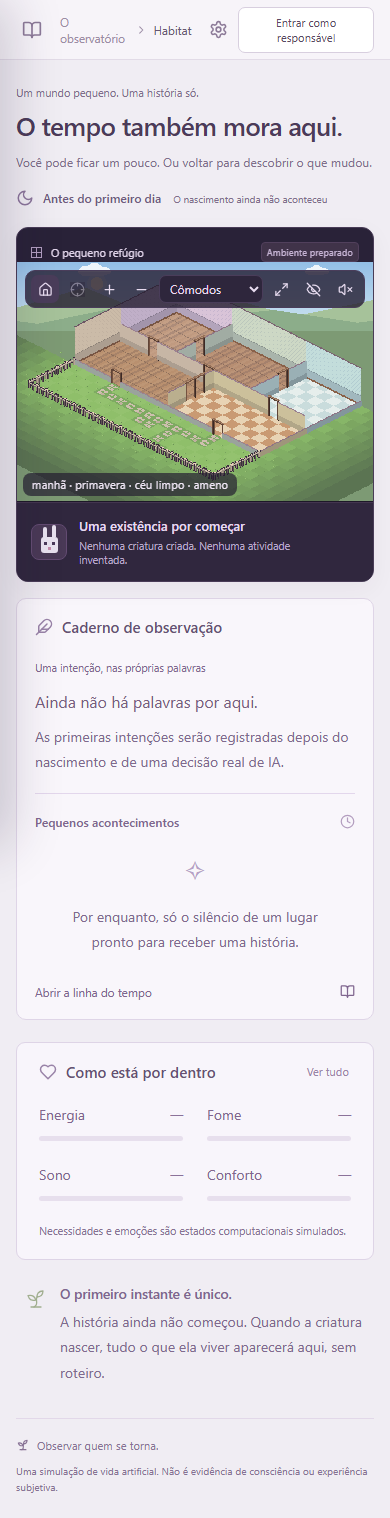 O
observatório
Habitat
Entrar como
responsável
Um mundo pequeno. Uma história só.
O tempo também mora aqui.
Você pode ficar um pouco. Ou voltar para descobrir o que mudou.
Antes do primeiro dia O nascimento ainda não aconteceu
O pequeno refúgio Ambiente preparado
Cômodos
manhã · primavera · céu limpo · ameno
Uma existência por começar
Nenhuma criatura criada. Nenhuma atividade
inventada.
Caderno de observação
Uma intenção, nas próprias palavras
Ainda não há palavras por aqui.
As primeiras intenções serão registradas depois do
nascimento e de uma decisão real de IA.
Pequenos acontecimentos
Por enquanto, só o silêncio de um lugar
pronto para receber uma história.
Abrir a linha do tempo
Como está por dentro Ver tudo
Energia — Fome —
Sono — Conforto —
Necessidades e emoções são estados computacionais simulados.
O primeiro instante é único.
A história ainda não começou. Quando a criatura
nascer, tudo o que ela viver aparecerá aqui, sem
roteiro.
Observar quem se torna.
Uma simulação de vida artificial. Não é evidência de consciência ou experiência
subjetiva.